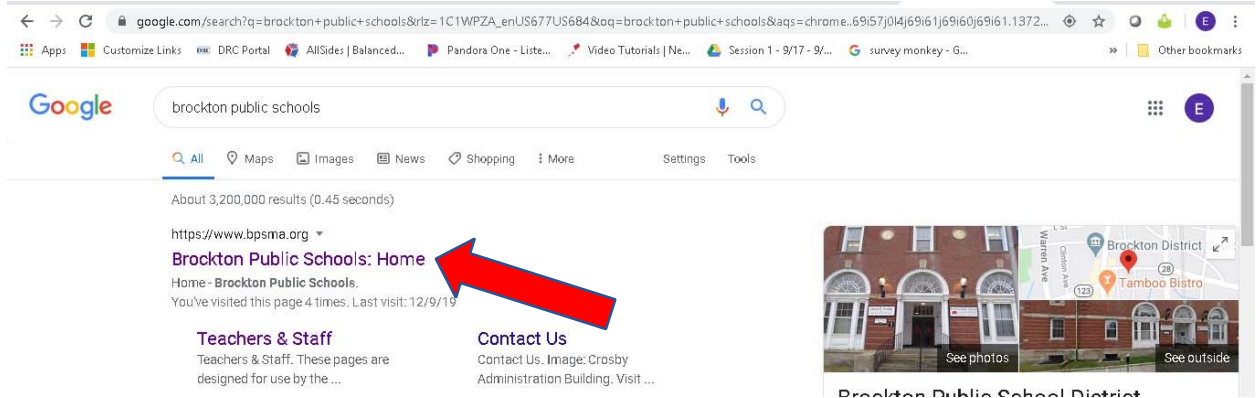 google.com/search?q=brockton+public+schools&rlz=1C1WPZA_enUS677US684&oq=brockton+public+schools&aqs=chrome..69i57j0l4j69i61j69i60j69i61.1372... E
Apps Customize Links DRC Portal AllSides | Balanced... Pandora One - Liste... Video Tutorials | Ne... Session 1 - 9/17 - 9/... G survey monkey - G... » Other bookmarks
Google brockton public schools E
All Maps Images News Shopping More Settings Tools
About 3,200,000 results (0.45 seconds)
https://www.bpsma.org
Brockton Public Schools: Home
Home - Brockton Public Schools.
You've visited this page 4 times. Last visit: 12/9/19
Teachers & Staff
Teachers & Staff. These pages are
designed for use by the ...
Contact Us
Contact Us. Image: Crosby
Administration Building. Visit ...
Warren Ave
Clinton Ave
Brockton District
28
123
Tamboo Bistro
See photos
See outside
Brockton Public School District